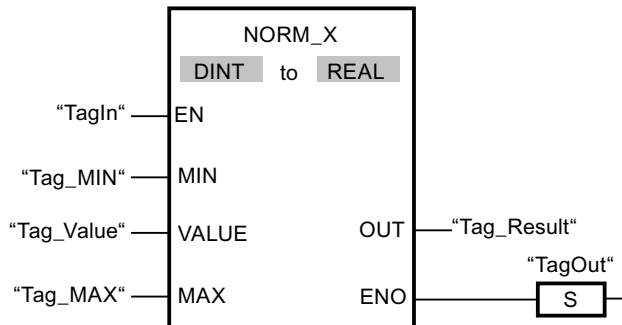 NORM_X
DINT to REAL
“TagIn“ EN
“Tag_MIN“ MIN
“Tag_Value“ VALUE OUT “Tag_Result“
“TagOut“
“Tag_MAX“ MAX ENO S